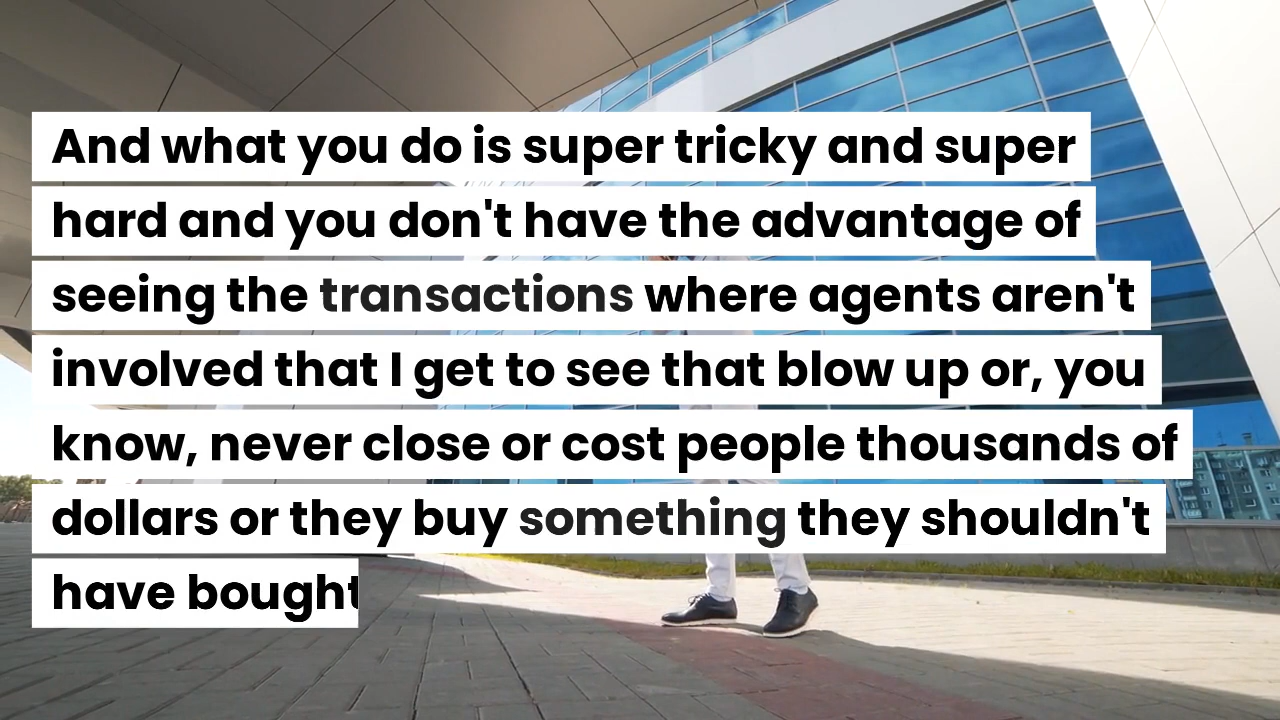 And what you do is super tricky and super
hard and you don't have the advantage of
seeing the transactions where agents aren't
involved that I get to see that blow up or, you
know, never close or cost people thousands of
dollars or they buy something they shouldn't
have bought